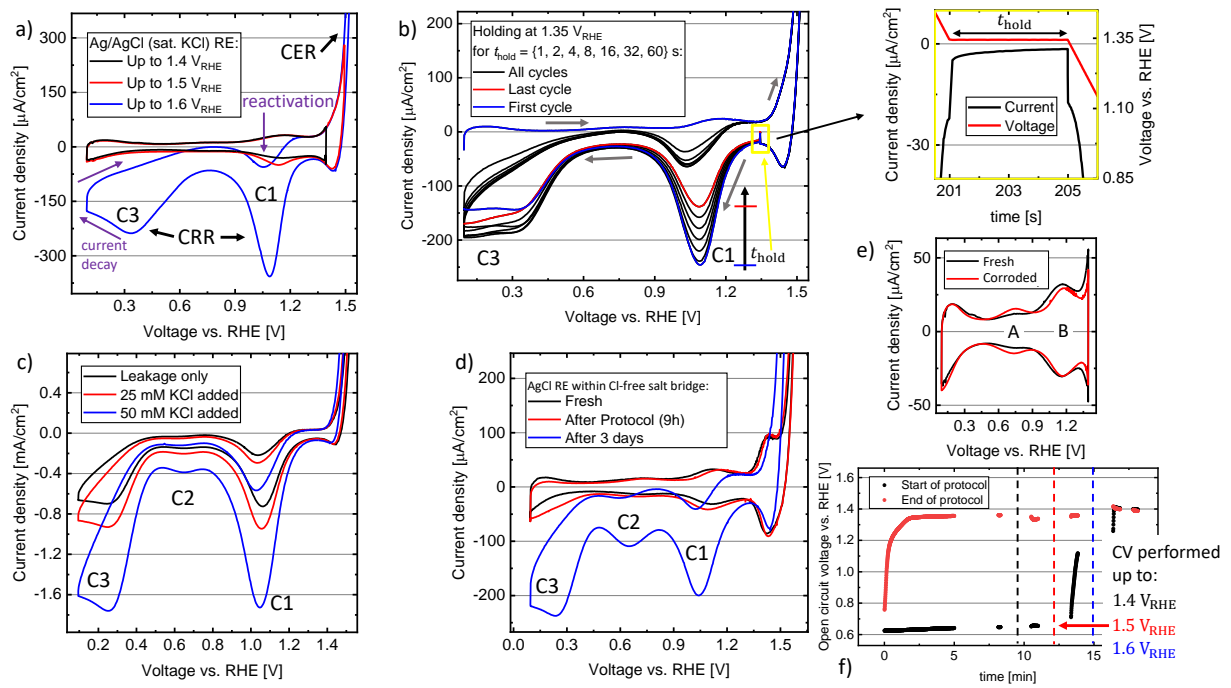 a)
Current density [µA/cm²]
300
150
0
-150
-300
Ag/AgCl (sat. KCl) RE:
Up to 1.4 V_RHE
Up to 1.5 V_RHE
Up to 1.6 V_RHE
CER
reactivation
C1
C3
CRR
current
decay
0.0 0.3 0.6 0.9 1.2 1.5
Voltage vs. RHE [V]
b)
Current density [µA/cm²]
200
100
0
-100
-200
Holding at 1.35 V_RHE
for t_hold = {1, 2, 4, 8, 16, 32, 60} s:
All cycles
Last cycle
First cycle
C3
C1
t_hold
0.3 0.6 0.9 1.2 1.5
Voltage vs. RHE [V]
Current density [µA/cm²]
0
-30
t_hold
Current
Voltage
1.35
1.10
0.85
Voltage vs. RHE [V]
201 203 205
time [s]
c)
Current density [mA/cm²]
0.4
0.0
-0.4
-0.8
-1.2
-1.6
Leakage only
25 mM KCl added
50 mM KCl added
C2
C3
C1
0.2 0.4 0.6 0.8 1.0 1.2 1.4
Voltage vs. RHE [V]
d)
Current density [µA/cm²]
200
100
0
-100
-200
AgCl RE within Cl-free salt bridge:
Fresh
After Protocol (9h)
After 3 days
C2
C1
C3
0.0 0.3 0.6 0.9 1.2 1.5
Voltage vs. RHE [V]
e)
Current density [µA/cm²]
50
25
0
-25
-50
Fresh
Corroded
A
B
0.3 0.6 0.9 1.2
Voltage vs. RHE [V]
f)
Open circuit voltage vs. RHE [V]
1.6
1.4
1.2
1.0
0.8
0.6
Start of protocol
End of protocol
CV performed
up to:
1.4 V_RHE
1.5 V_RHE
1.6 V_RHE
0 5 10 15
time [min]